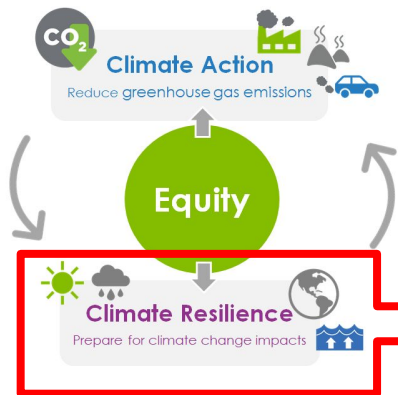 CO2
Climate Action
Reduce greenhouse gas emissions
Equity
Climate Resilience
Prepare for climate change impacts